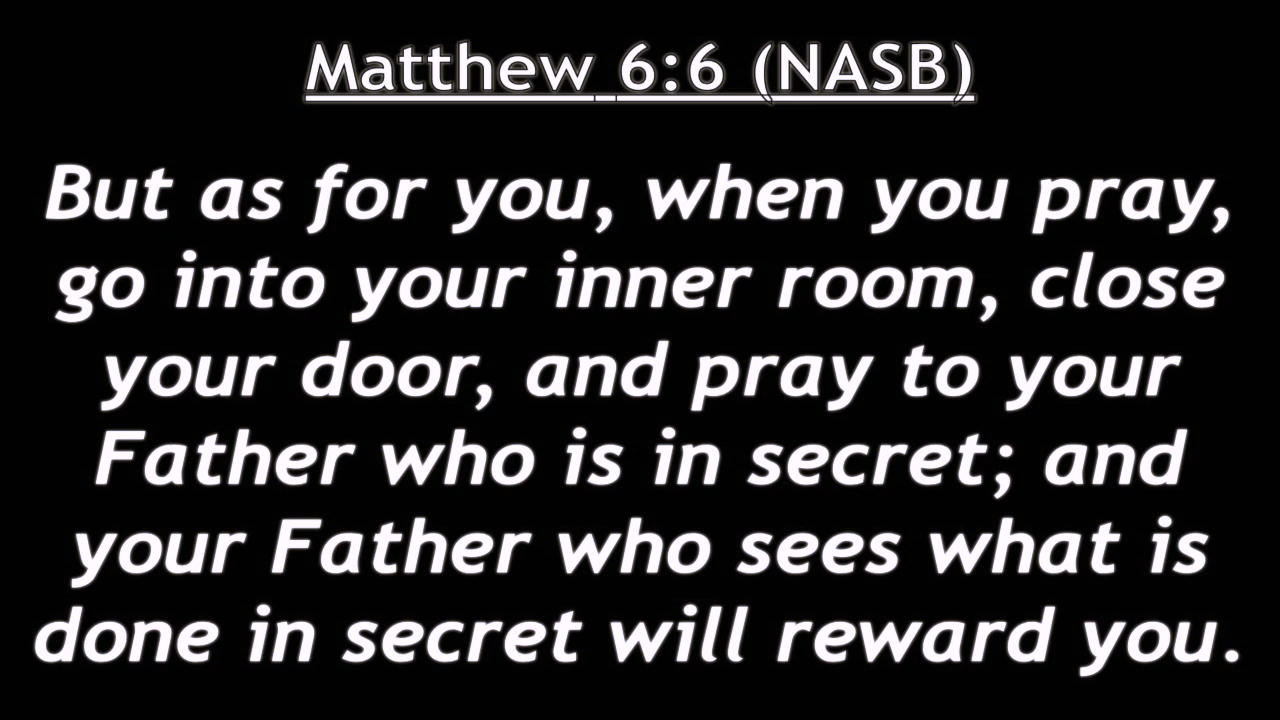 Matthew 6:6 (NASB)
But as for you, when you pray,
go into your inner room, close
your door, and pray to your
Father who is in secret; and
your Father who sees what is
done in secret will reward you.